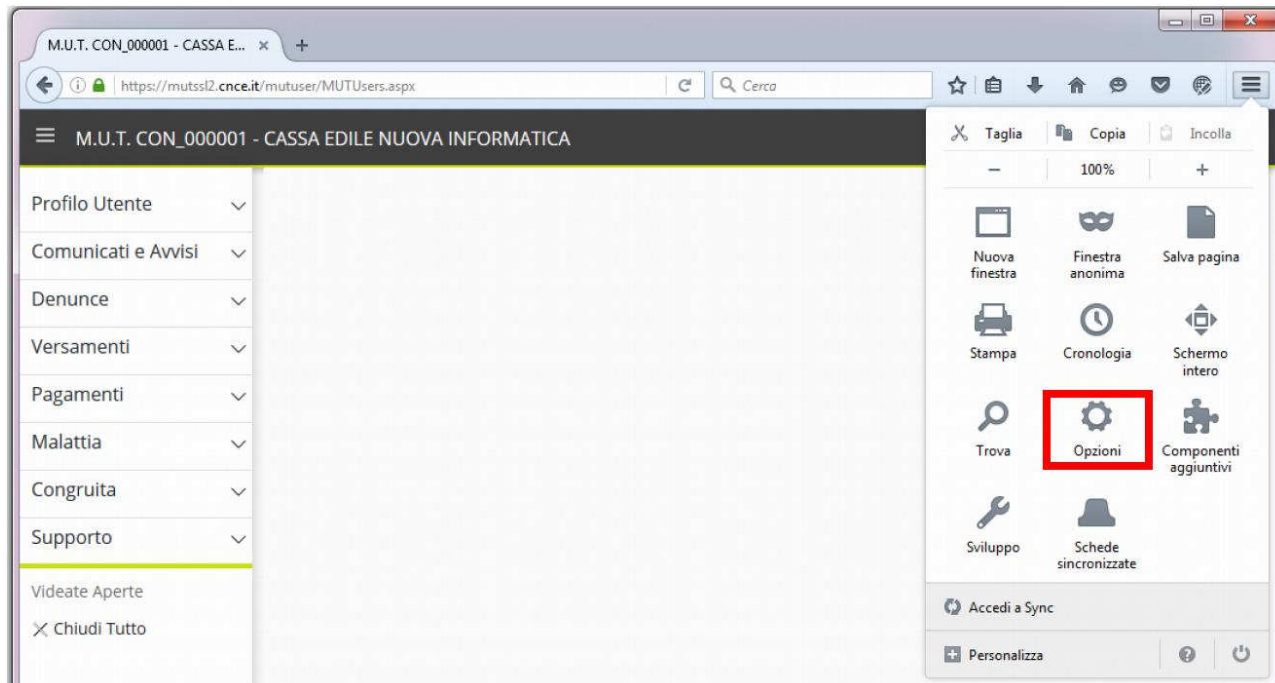 M.U.T. CON_000001 - CASSA E...
https://mutssl2.cnce.it/mutuser/MUTUsers.aspx
Cerca
M.U.T. CON_000001 - CASSA EDILE NUOVA INFORMATICA
Profilo Utente
Comunicati e Avvisi
Denunce
Versamenti
Pagamenti
Malattia
Congruita
Supporto
Videate Aperte
Chiudi Tutto
Taglia Copia Incolla
− 100% +
Nuova
finestra
Finestra
anonima
Salva pagina
Stampa
Cronologia
Schermo
intero
Trova
Opzioni
Componenti
aggiuntivi
Sviluppo
Schede
sincronizzate
Accedi a Sync
Personalizza